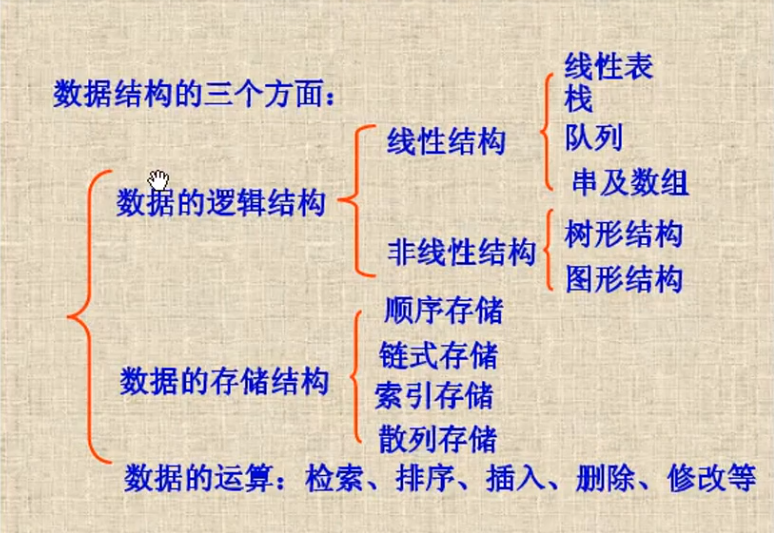 数据结构的三个方面：
数据的逻辑结构
线性结构
线性表
栈
队列
串及数组
非线性结构
树形结构
图形结构
数据的存储结构
顺序存储
链式存储
索引存储
散列存储
数据的运算：检索、排序、插入、删除、修改等